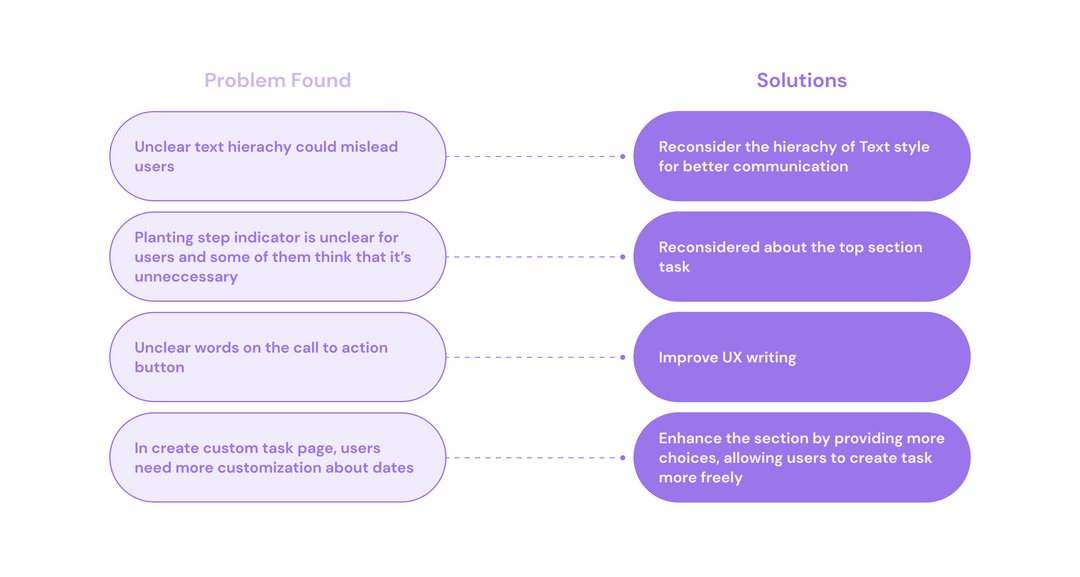 Problem Found
Solutions
Unclear text hierachy could mislead
users
Reconsider the hierachy of Text style
for better communication
Planting step indicator is unclear for
users and some of them think that it's
unneccessary
Reconsidered about the top section
task
Unclear words on the call to action
button
Improve UX writing
In create custom task page, users
need more customization about dates
Enhance the section by providing more
choices, allowing users to create task
more freely